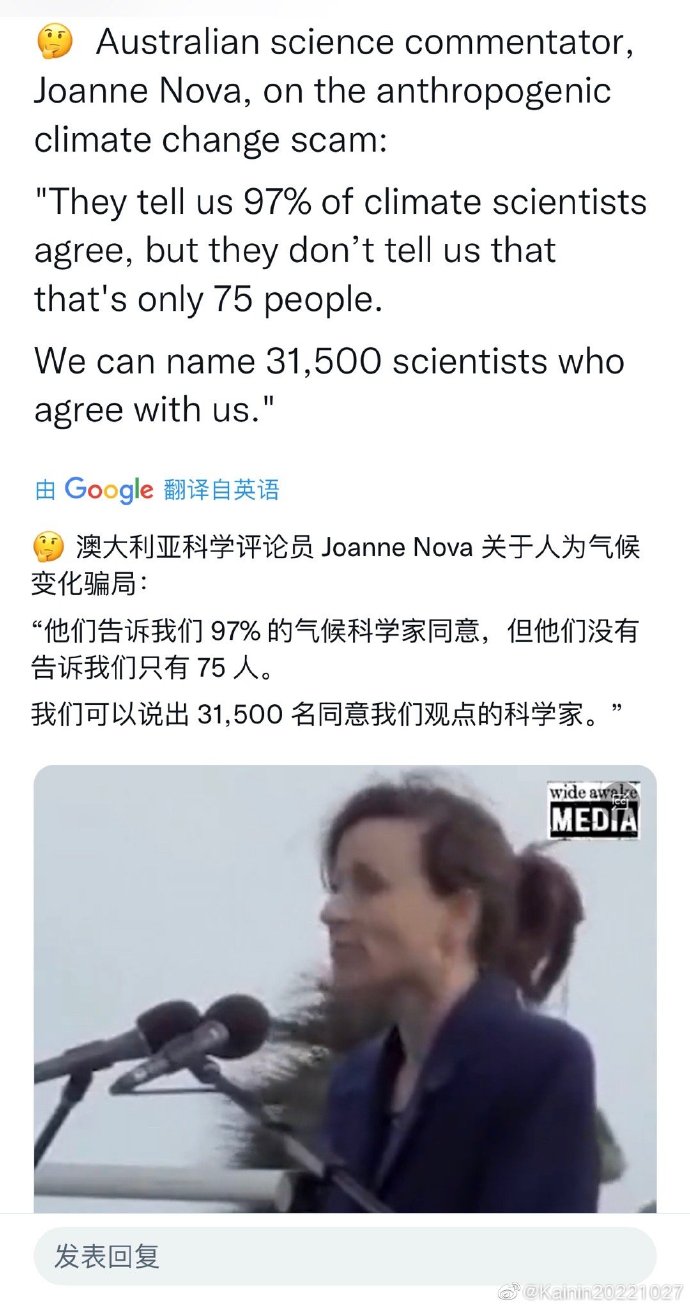 Australian science commentator,
Joanne Nova, on the anthropogenic
climate change scam:
"They tell us 97% of climate scientists
agree, but they don’t tell us that
that's only 75 people.
We can name 31,500 scientists who
agree with us."
由 Google 翻译自英语
澳大利亚科学评论员 Joanne Nova 关于人为气候
变化骗局：
“他们告诉我们 97% 的气候科学家同意，但他们没有
告诉我们只有 75 人。
我们可以说出 31,500 名同意我们观点的科学家。”
wide awake
MEDIA
发表回复
@Kainin20221027